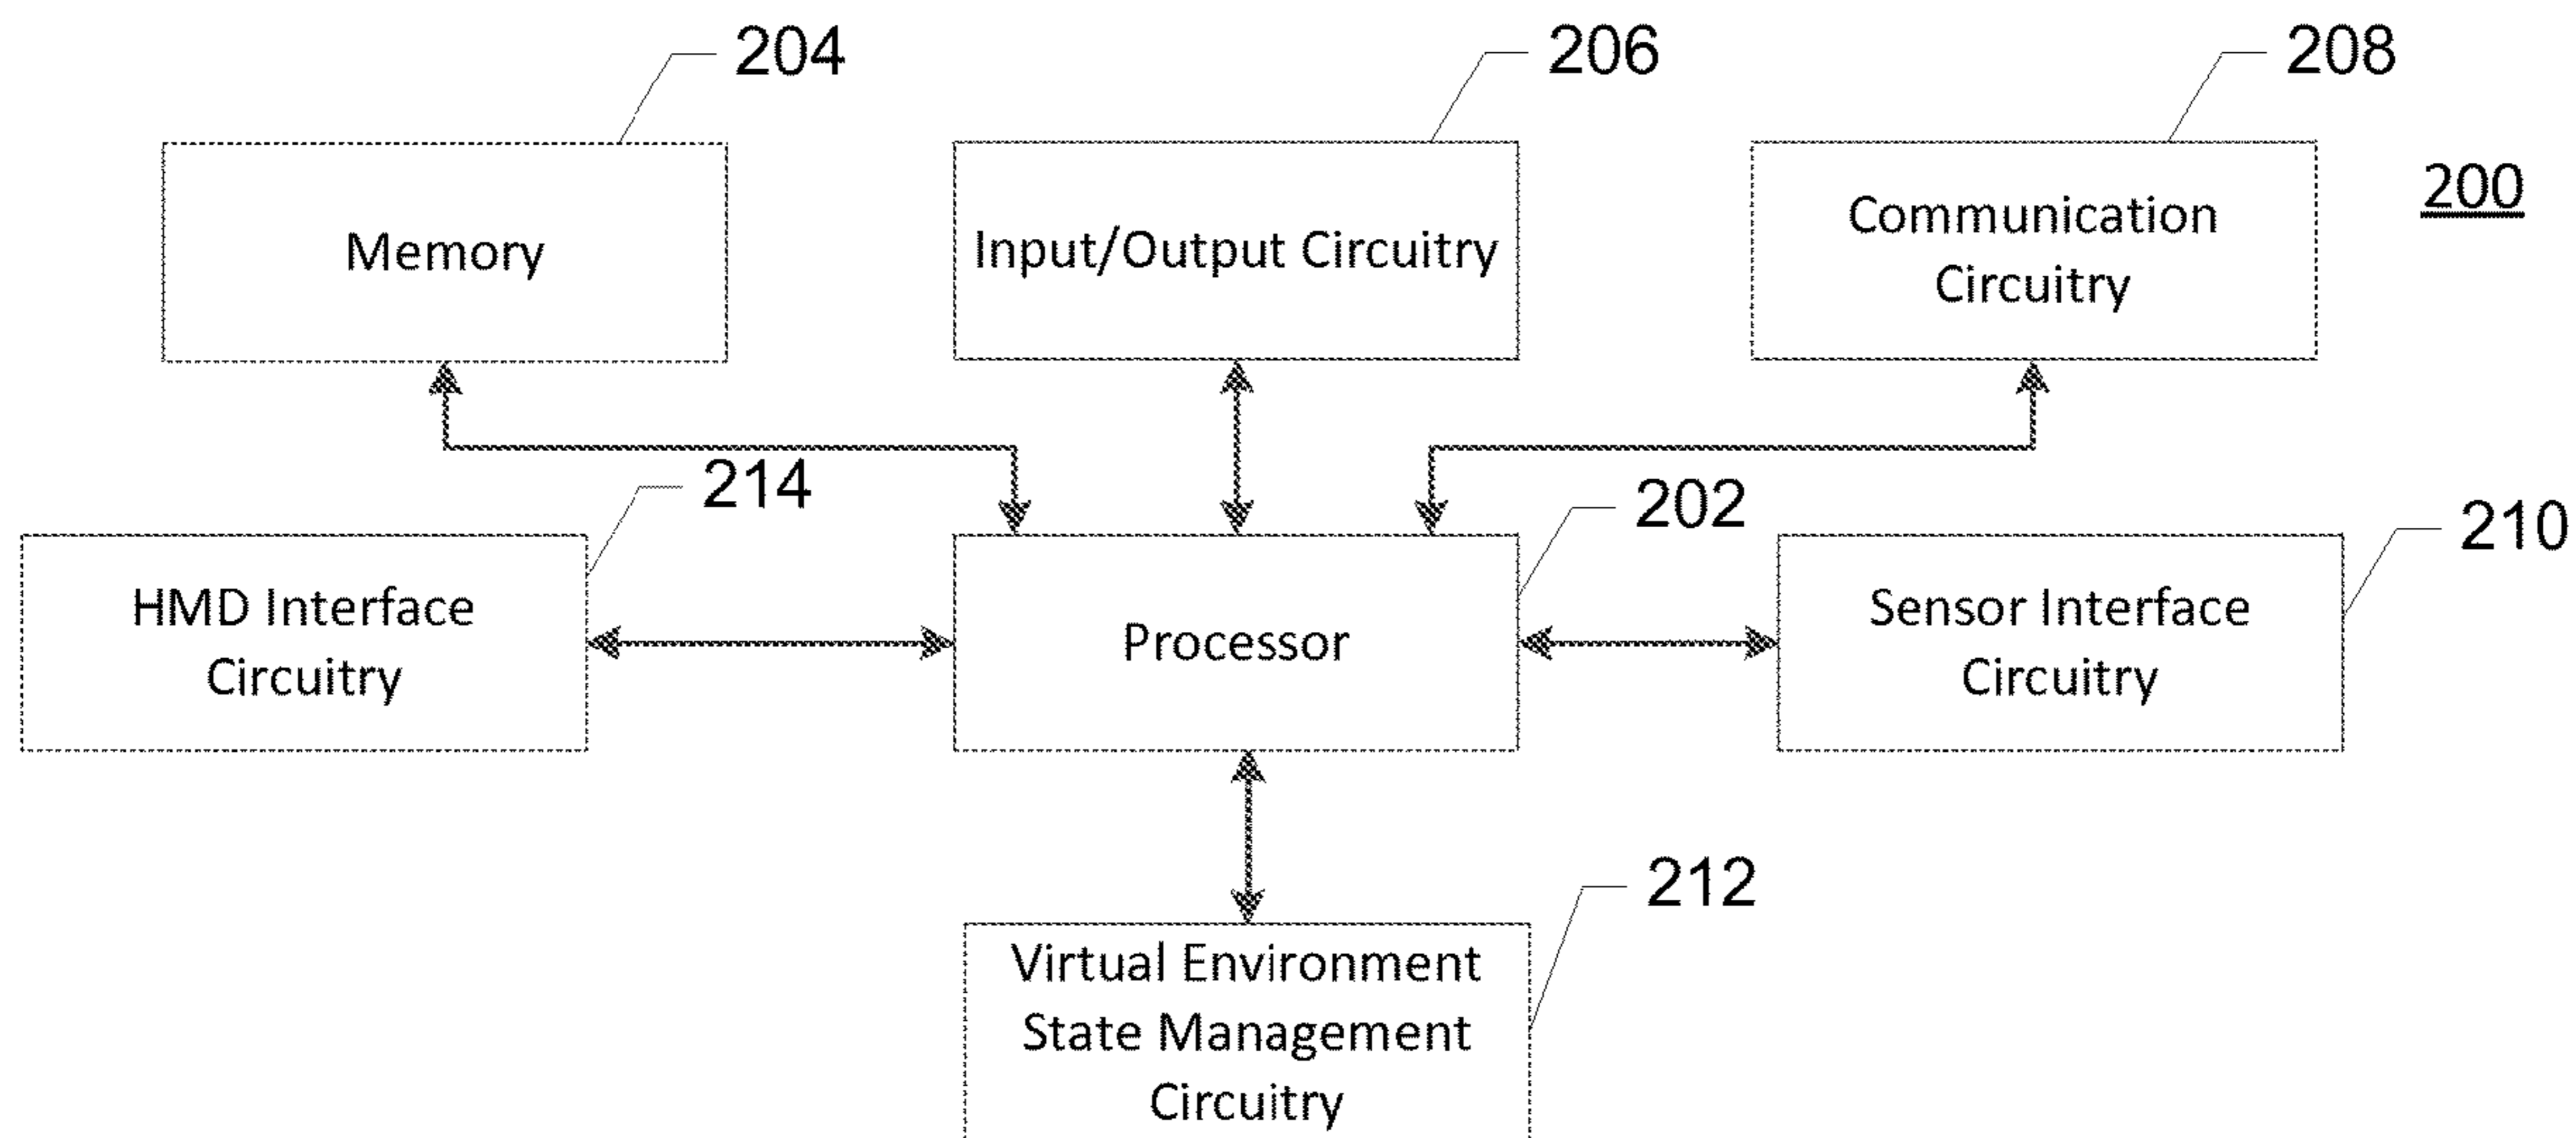 204
206
208
200
Memory
Input/Output Circuitry
Communication
Circuitry
214
202
210
HMD Interface
Circuitry
Processor
Sensor Interface
Circuitry
212
Virtual Environment
State Management
Circuitry